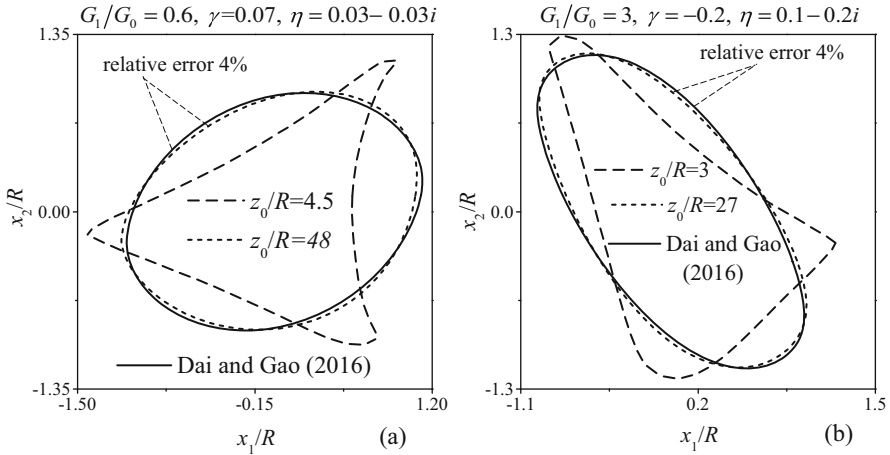 G₁/G₀ = 0.6, γ=0.07, η = 0.03– 0.03i
1.35
relative error 4%
x₂/R
0.00
z₀/R=4.5
z₀/R=48
Dai and Gao (2016)
-1.35
-1.50
-0.15
1.20
x₁/R
(a)
G₁/G₀ = 3, γ = –0.2, η = 0.1– 0.2i
1.3
relative error 4%
x₂/R
0.00
z₀/R=3
z₀/R=27
Dai and Gao
(2016)
-1.3
-1.1
0.2
1.5
x₁/R
(b)